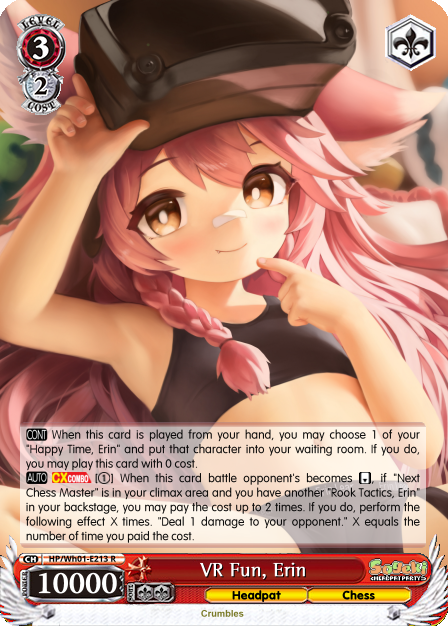 LEVEL
3
2
COST
CONT When this card is played from your hand, you may choose 1 of your
"Happy Time, Erin" and put that character into your waiting room. If you do,
you may play this card with 0 cost.
AUTO CXCOMBO [①] When this card battle opponent's becomes [ ], if "Next
Chess Master" is in your climax area and you have another "Rook Tactics, Erin"
in your backstage, you may pay the cost up to 2 times. If you do, perform the
following effect X times. "Deal 1 damage to your opponent." X equals the
number of time you paid the cost.
CH HP/Wh01-E213 R
POWER 10000 SOUL VR Fun, Erin
Headpat Chess
Sayaki
HEADPAT PARTY
Crumbles